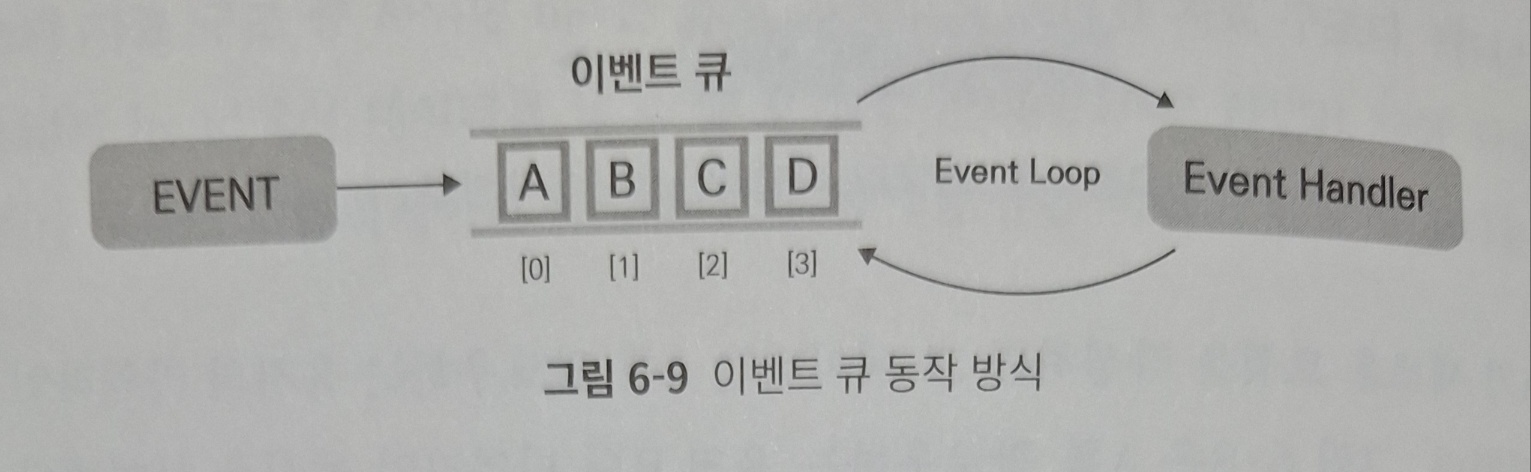 이벤트 큐
EVENT
A B C D
Event Loop
Event Handler
[0] [1] [2] [3]
그림 6-9 이벤트 큐 동작 방식